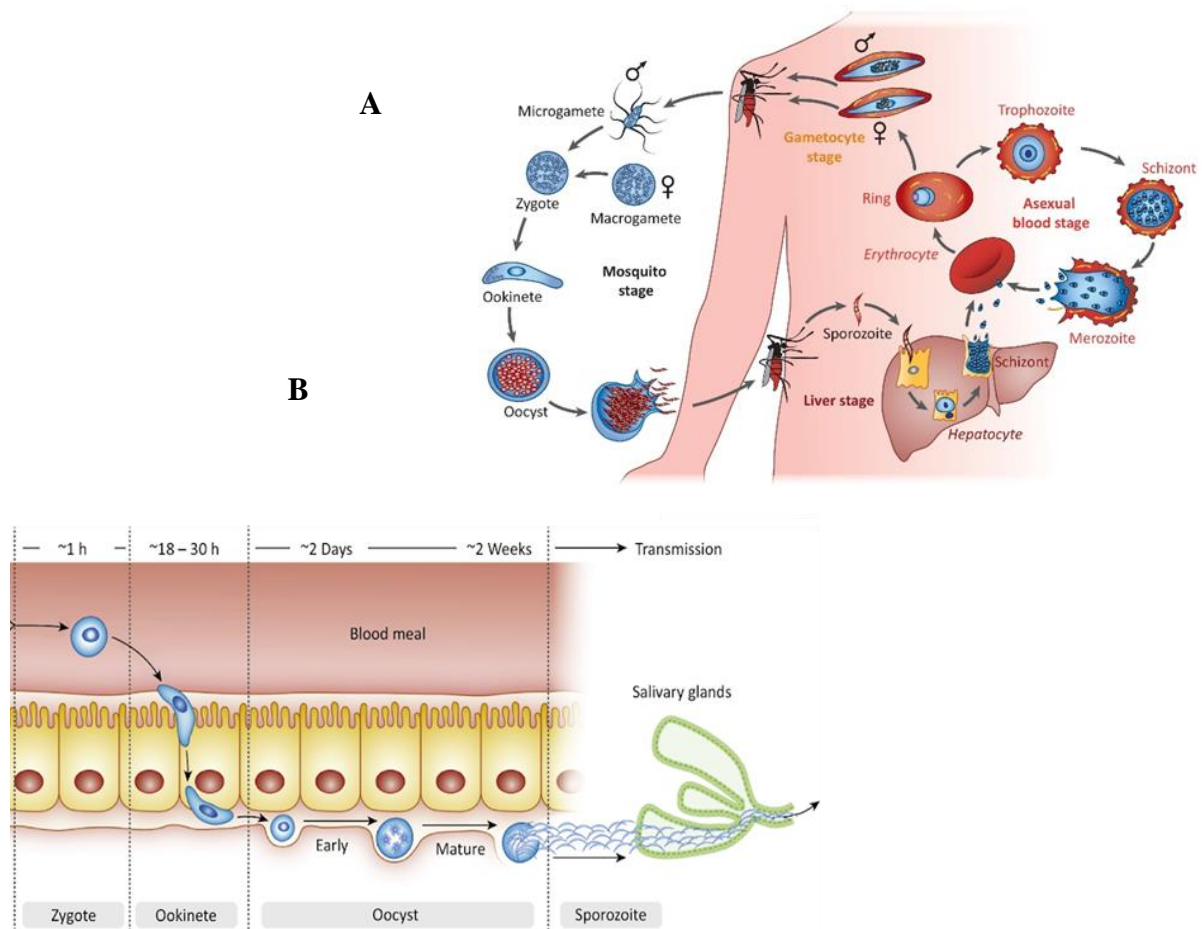 A
♂
Microgamete
Zygote
♀
Macrogamete
Ookinete
Mosquito
stage
Oocyst
B
♂
♀
Gametocyte
stage
Trophozoite
Schizont
Ring
Asexual
blood stage
Erythrocyte
Merozoite
Sporozoite
Schizont
Liver stage
Hepatocyte
~1 h
~18 – 30 h
~2 Days
~2 Weeks
Transmission
Blood meal
Salivary glands
Early
Mature
Zygote
Ookinete
Oocyst
Sporozoite